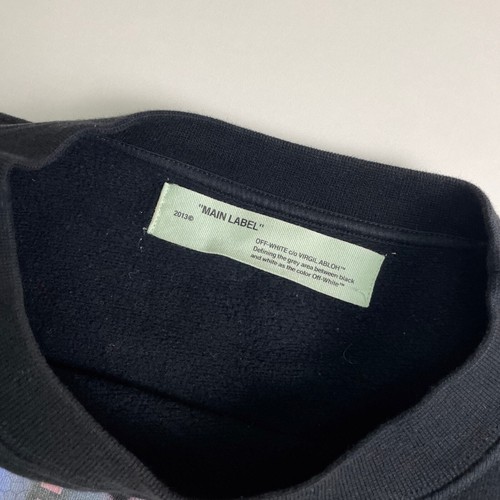 "MAIN LABEL"
2013©
OFF-WHITE c/o VIRGIL ABLOH™
Defining the grey area between black
and white as the color Off-White™